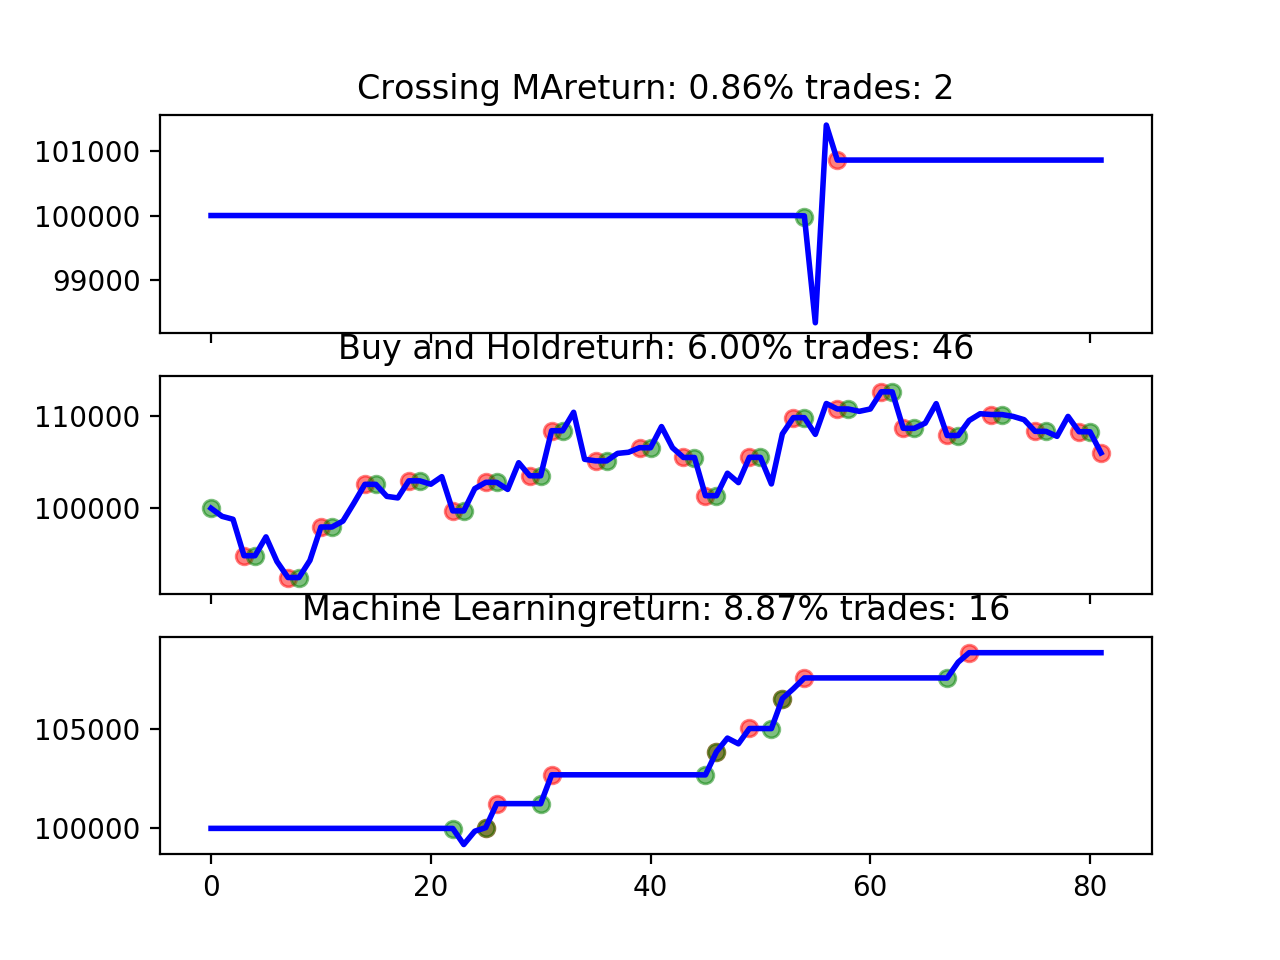 Crossing MAreturn: 0.86% trades: 2
101000
100000
99000
Buy and Holdreturn: 6.00% trades: 46
110000
100000
Machine Learningreturn: 8.87% trades: 16
105000
100000
0 20 40 60 80